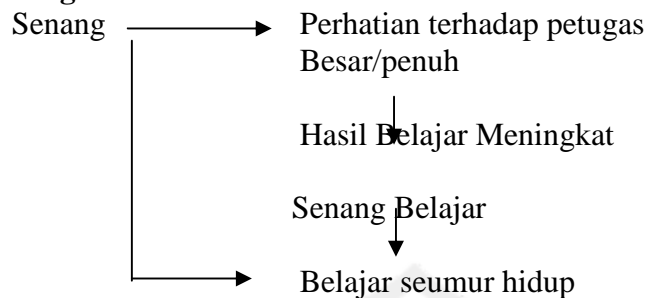 Senang Perhatian terhadap petugas
Besar/penuh
Hasil Belajar Meningkat
Senang Belajar
Belajar seumur hidup